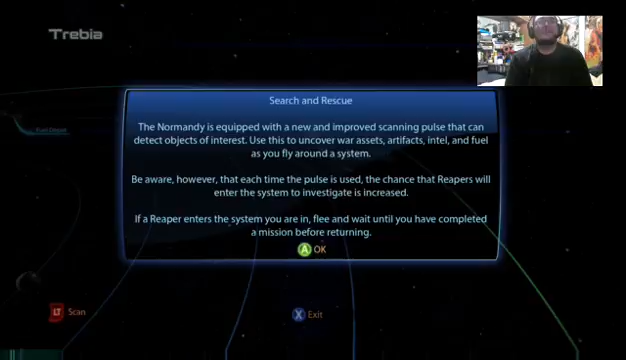 Trebia
Fuel Depot
Search and Rescue
The Normandy is equipped with a new and improved scanning pulse that can
detect objects of interest. Use this to uncover war assets, artifacts, intel, and fuel
as you fly around a system.
Be aware, however, that each time the pulse is used, the chance that Reapers will
enter the system to investigate is increased.
If a Reaper enters the system you are in, flee and wait until you have completed
a mission before returning.
A OK
LT Scan
X Exit